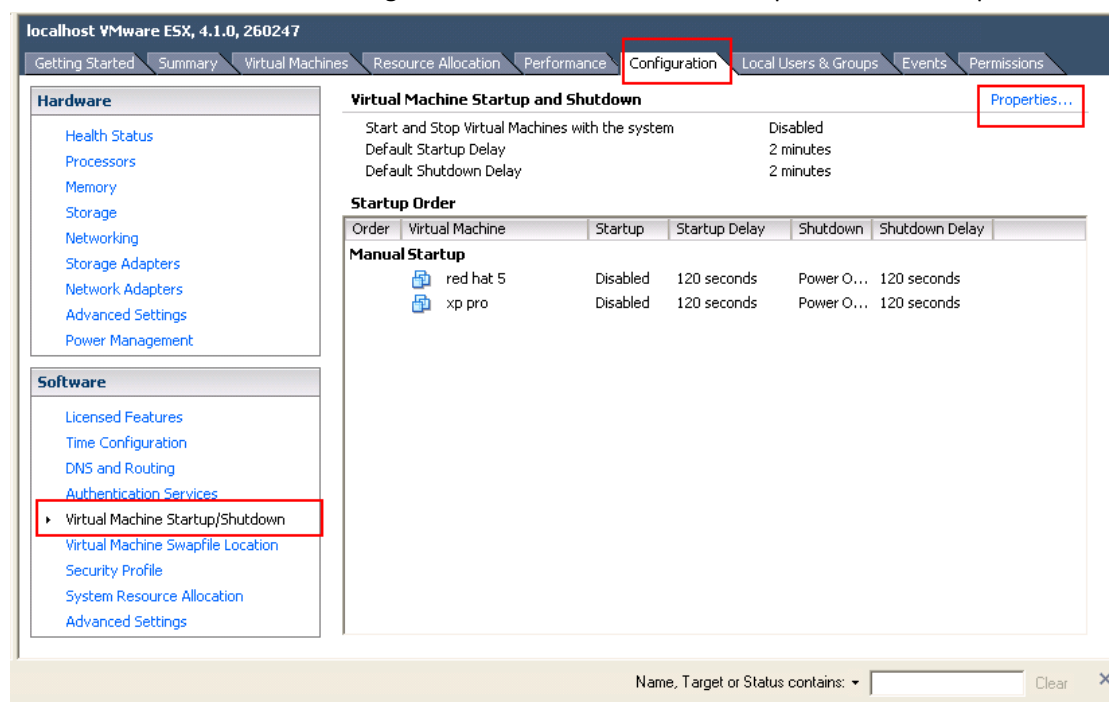 localhost VMware ESX, 4.1.0, 260247
Getting Started Summary Virtual Machines Resource Allocation Performance Configuration Local Users & Groups Events Permissions
Hardware
Health Status
Processors
Memory
Storage
Networking
Storage Adapters
Network Adapters
Advanced Settings
Power Management
Software
Licensed Features
Time Configuration
DNS and Routing
Authentication Services
Virtual Machine Startup/Shutdown
Virtual Machine Swapfile Location
Security Profile
System Resource Allocation
Advanced Settings
Virtual Machine Startup and Shutdown Properties...
Start and Stop Virtual Machines with the system Disabled
Default Startup Delay 2 minutes
Default Shutdown Delay 2 minutes
Startup Order
Order Virtual Machine Startup Startup Delay Shutdown Shutdown Delay
Manual Startup
red hat 5 Disabled 120 seconds Power O... 120 seconds
xp pro Disabled 120 seconds Power O... 120 seconds
Name, Target or Status contains: Clear